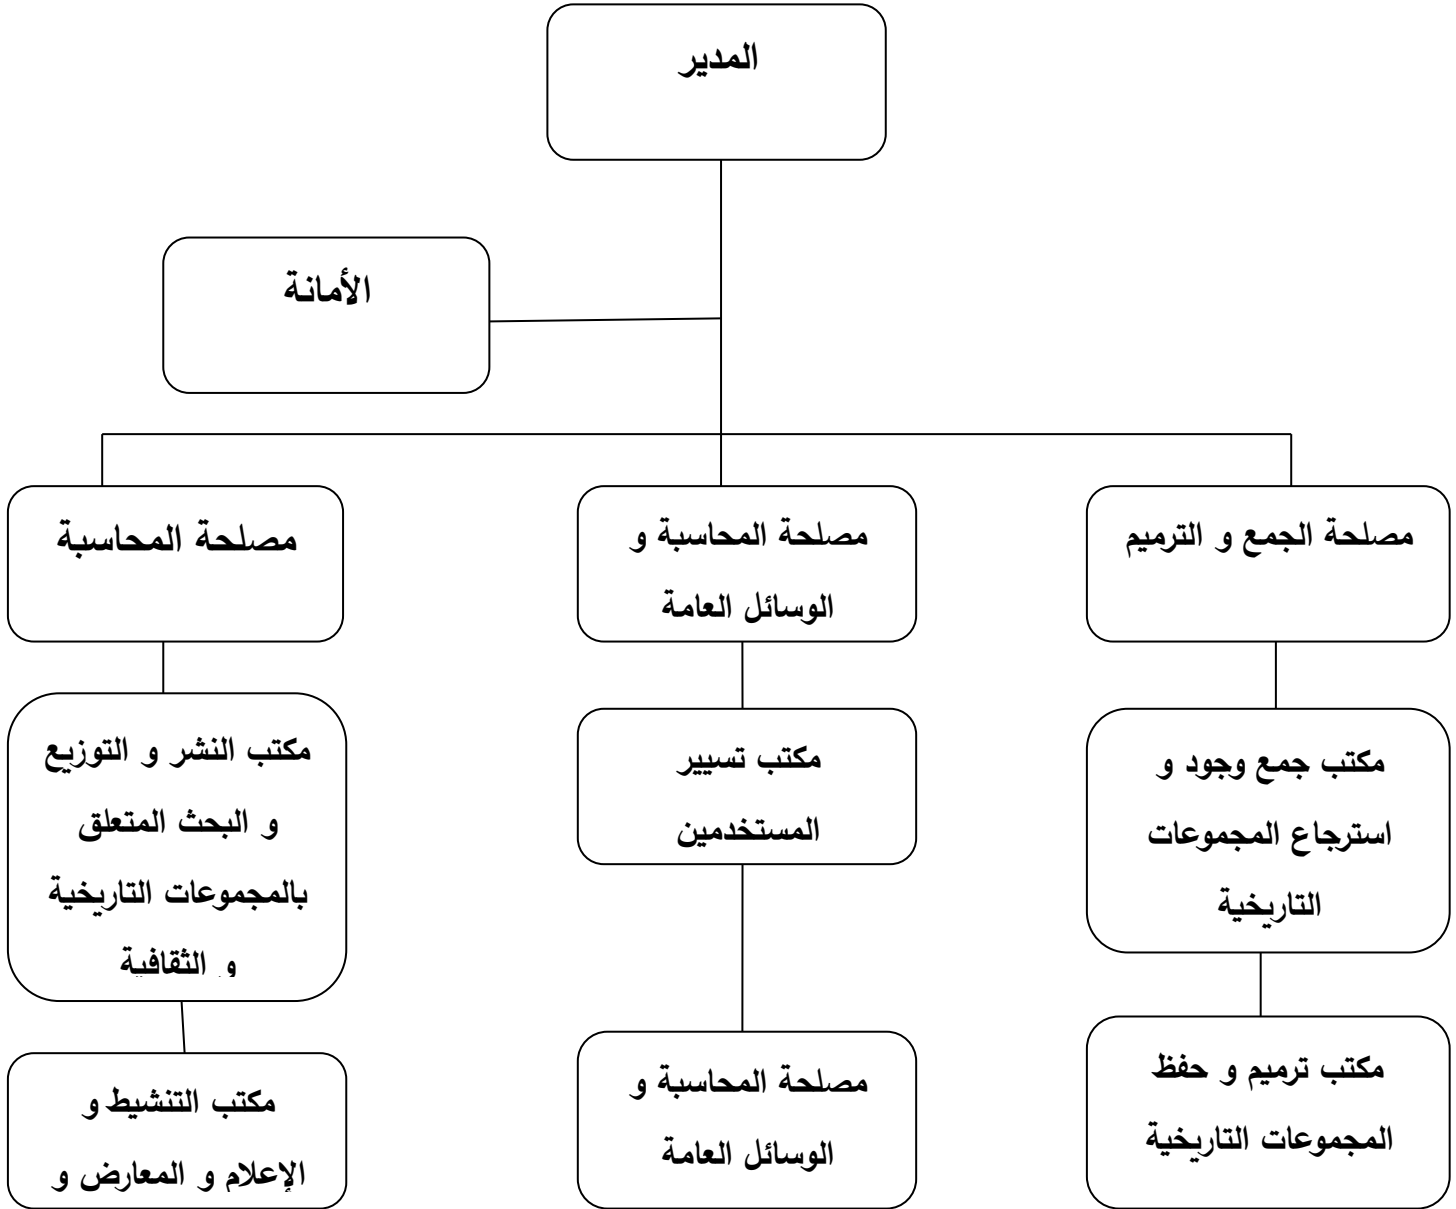 المدير
الأمانة
مصلحة الجمع و الترميم
مصلحة المحاسبة و
الوسائل العامة
مصلحة المحاسبة
مكتب جمع وجود و
استرجاع المجموعات
التاريخية
مكتب تسيير
المستخدمين
مكتب النشر و التوزيع
و البحث المتعلق
بالمجموعات التاريخية
و الثقافية
مكتب ترميم و حفظ
المجموعات التاريخية
مصلحة المحاسبة و
الوسائل العامة
مكتب التنشيط و
الإعلام و المعارض و